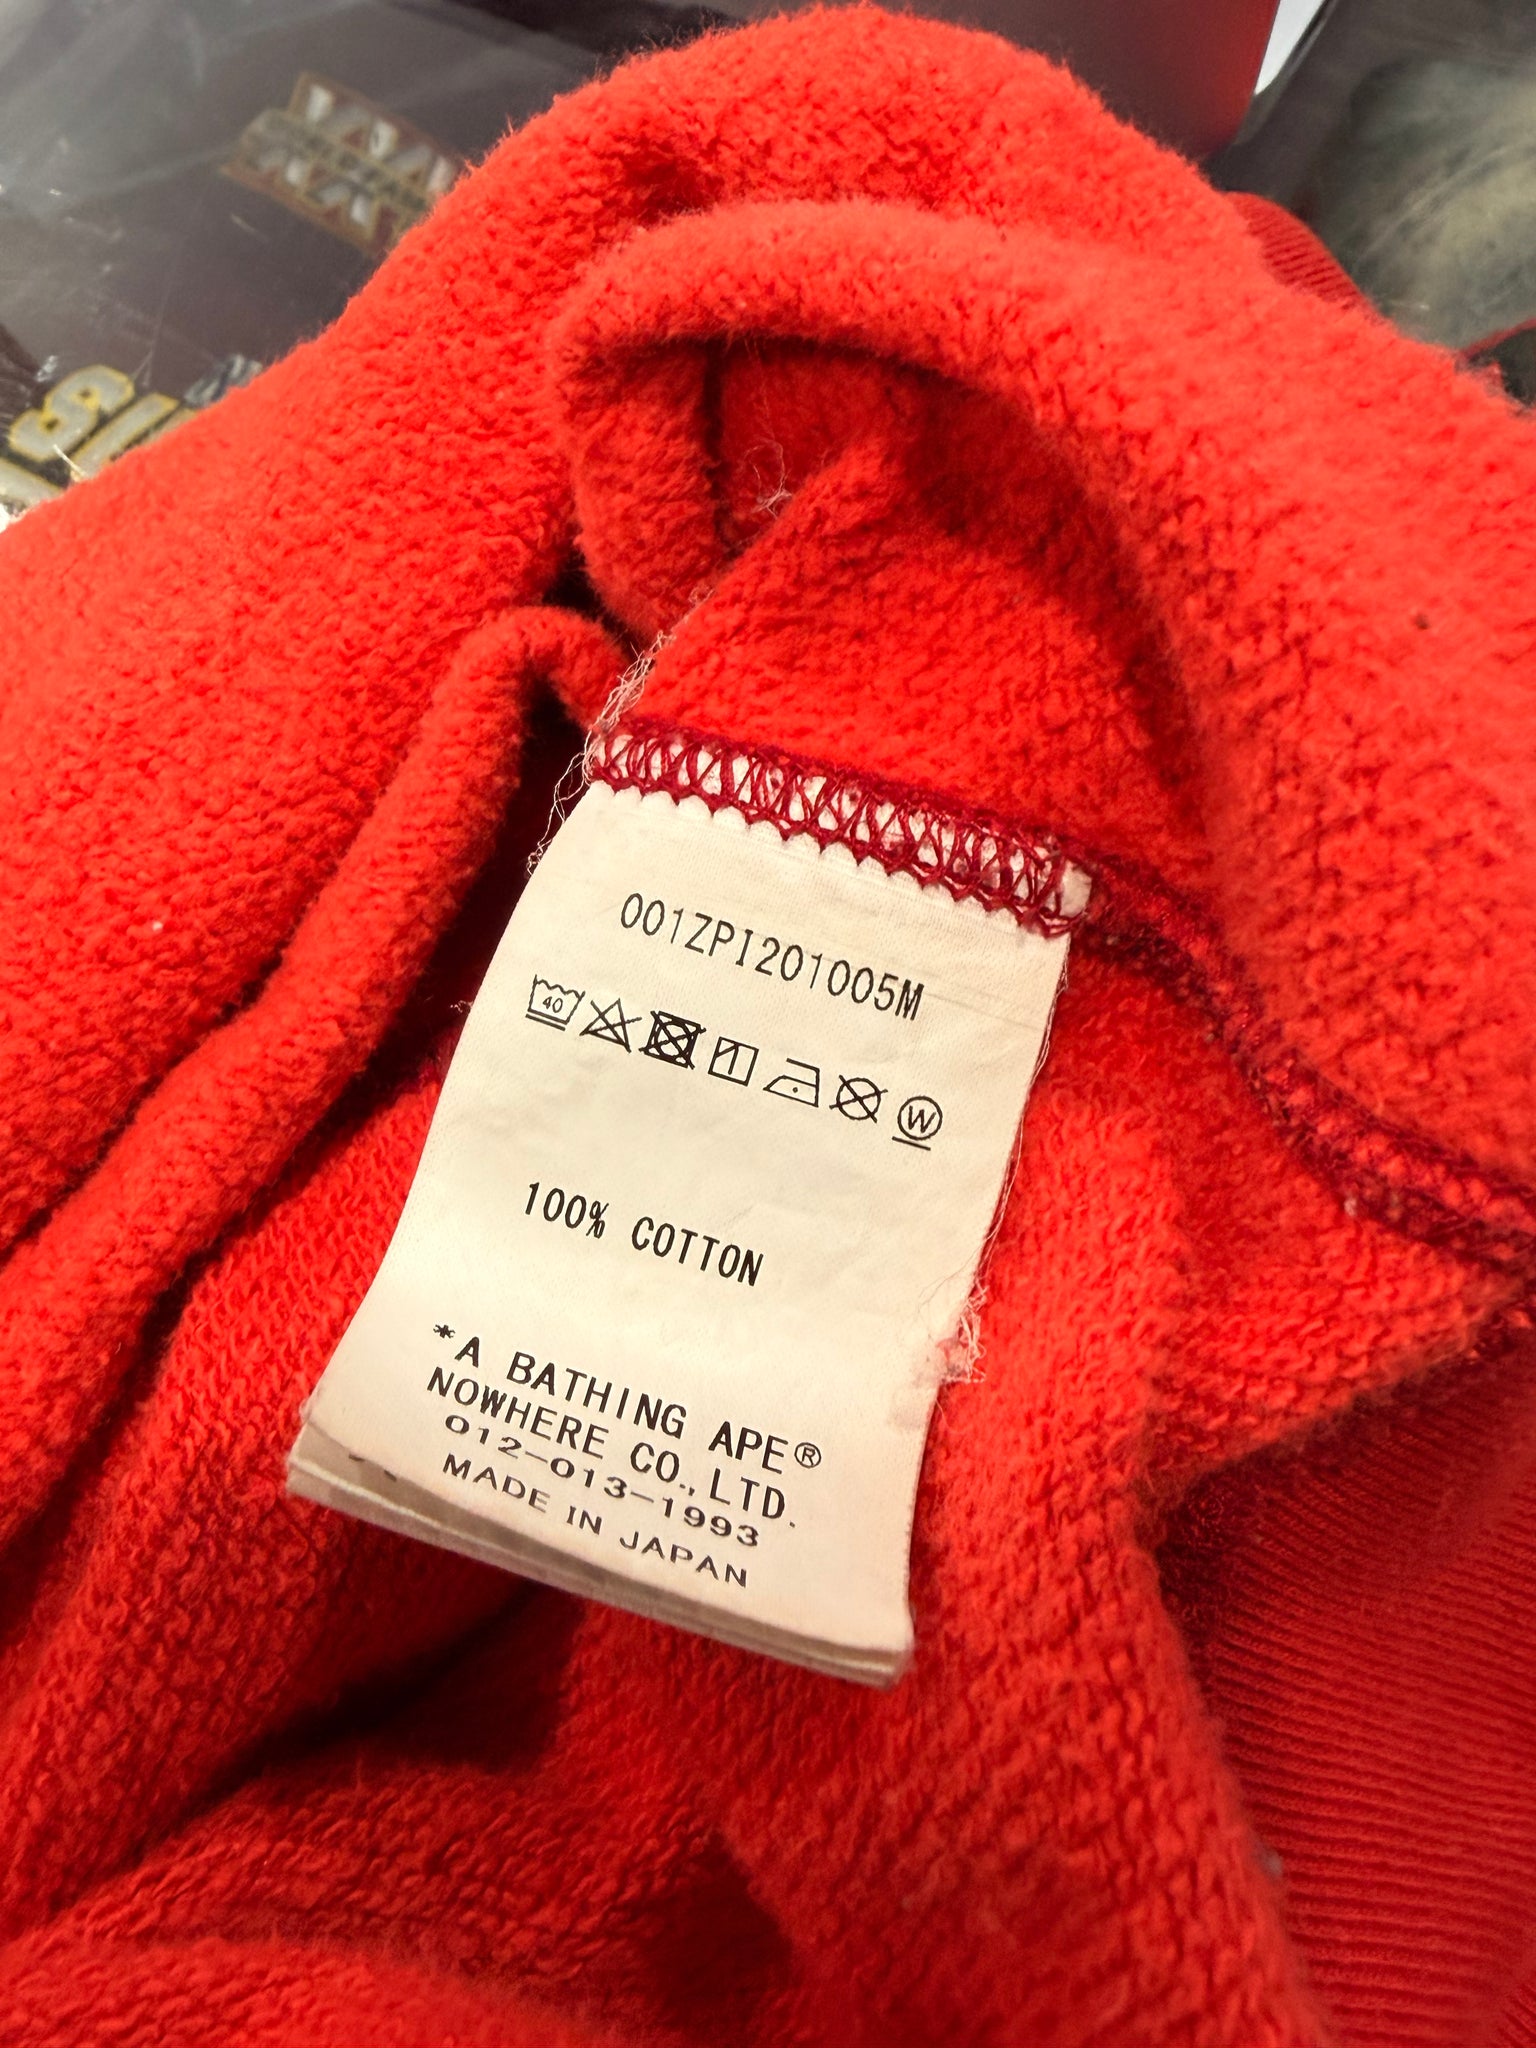 001ZPI201005M
40
W
100% COTTON
*A BATHING APE®
NOWHERE CO.,LTD.
012-013-1993
MADE IN JAPAN